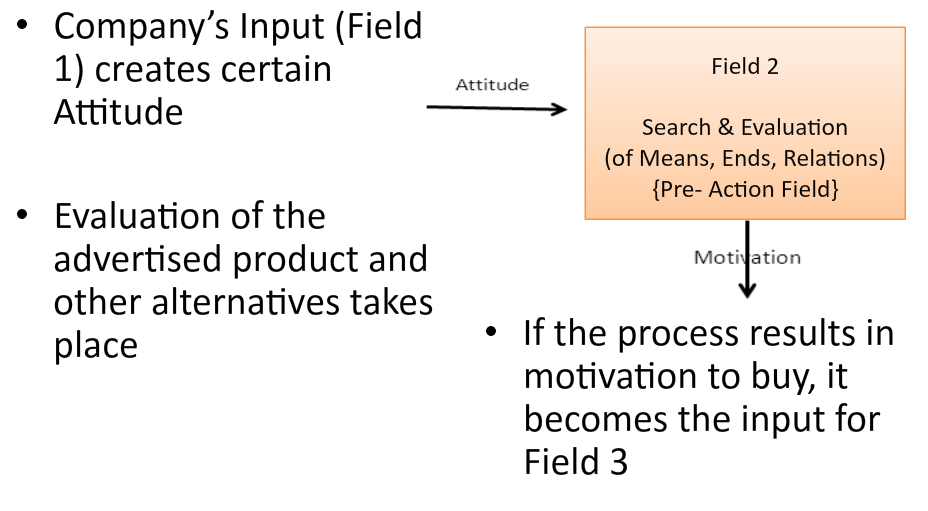 • Company’s Input (Field
1) creates certain
Attitude
• Evaluation of the
advertised product and
other alternatives takes
place
Attitude
Field 2
Search & Evaluation
(of Means, Ends, Relations)
{Pre- Action Field}
Motivation
• If the process results in
motivation to buy, it
becomes the input for
Field 3